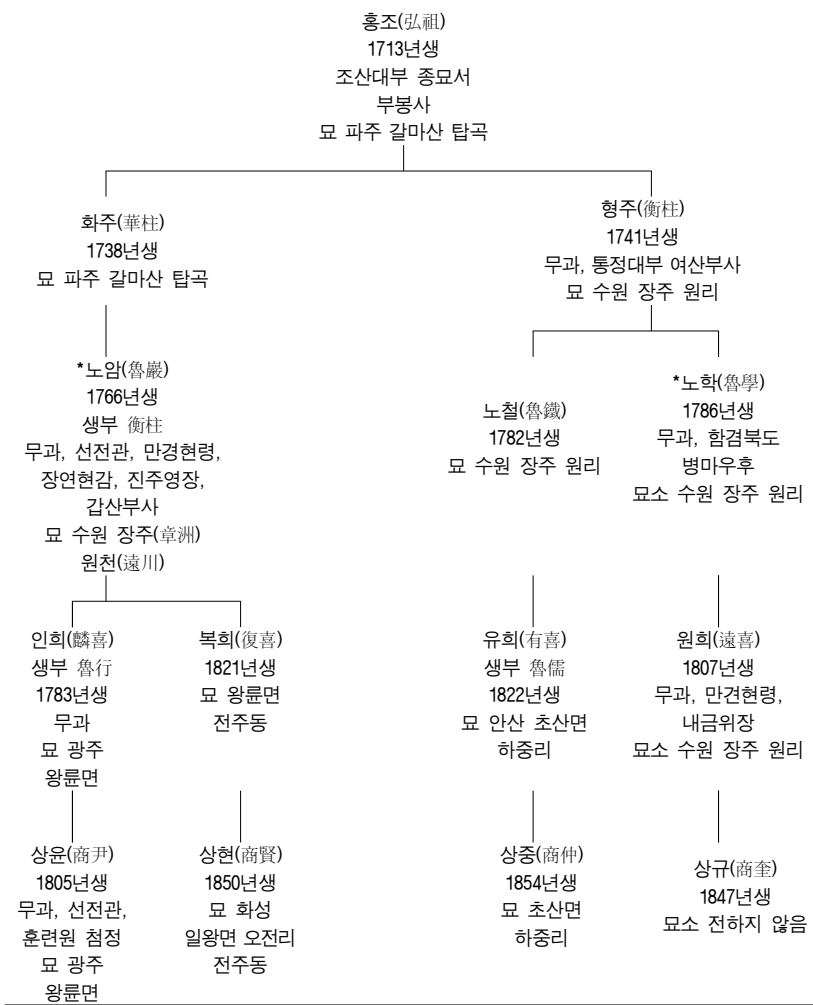 홍조(弘祖)
1713년생
조산대부 종묘서
부봉사
묘 파주 갈마산 탑곡
화주(華柱)
1738년생
묘 파주 갈마산 탑곡
형주(衡柱)
1741년생
무과, 통정대부 여산부사
묘 수원 장주 원리
*노암(魯巖)
1766년생
생부 衡柱
무과, 선전관, 만경현령,
장연현감, 진주영장,
갑산부사
묘 수원 장주(章洲)
원천(遠川)
노철(魯鐵)
1782년생
묘 수원 장주 원리
*노학(魯學)
1786년생
무과, 함겸북도
병마우후
묘소 수원 장주 원리
인희(麟喜)
생부 魯行
1783년생
무과
묘 광주
왕륜면
복희(復喜)
1821년생
묘 왕륜면
전주동
유희(有喜)
생부 魯儒
1822년생
묘 안산 초산면
하중리
원희(遠喜)
1807년생
무과, 만견현령,
내금위장
묘소 수원 장주 원리
상윤(商尹)
1805년생
무과, 선전관,
훈련원 첨정
묘 광주
왕륜면
상현(商賢)
1850년생
묘 화성
일왕면 오전리
전주동
상중(商仲)
1854년생
묘 초산면
하중리
상규(商奎)
1847년생
묘소 전하지 않음